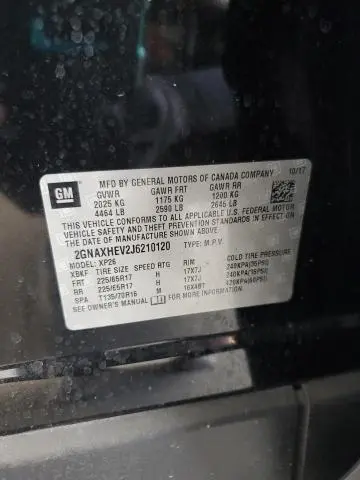 GM
MFD BY GENERAL MOTORS OF CANADA COMPANY 10/17
GVWR GAWR FRT GAWR RR
2025 KG 1175 KG 1200 KG
4464 LB 2590 LB 2645 LB
THIS VEHICLE CONFORMS TO ALL APPLICABLE U.S. FEDERAL MOTOR
VEHICLE SAFETY AND THEFT PREVENTION STANDARDS IN EFFECT ON
THE DATE OF MANUFACTURE SHOWN ABOVE.
2GNAXHEV2J6210120 TYPE: M.P.V.
MODEL: XP26
XBKF TIRE SIZE SPEED RTG RIM COLD TIRE PRESSURE
FRT 225/65R17 H 17X7J 240KPA(35PSI)
RR 225/65R17 H 17X7J 240KPA(35PSI)
SPA T135/70R16 M 16X4BT 420KPA(60PSI)
SEE OWNER'S MANUAL FOR